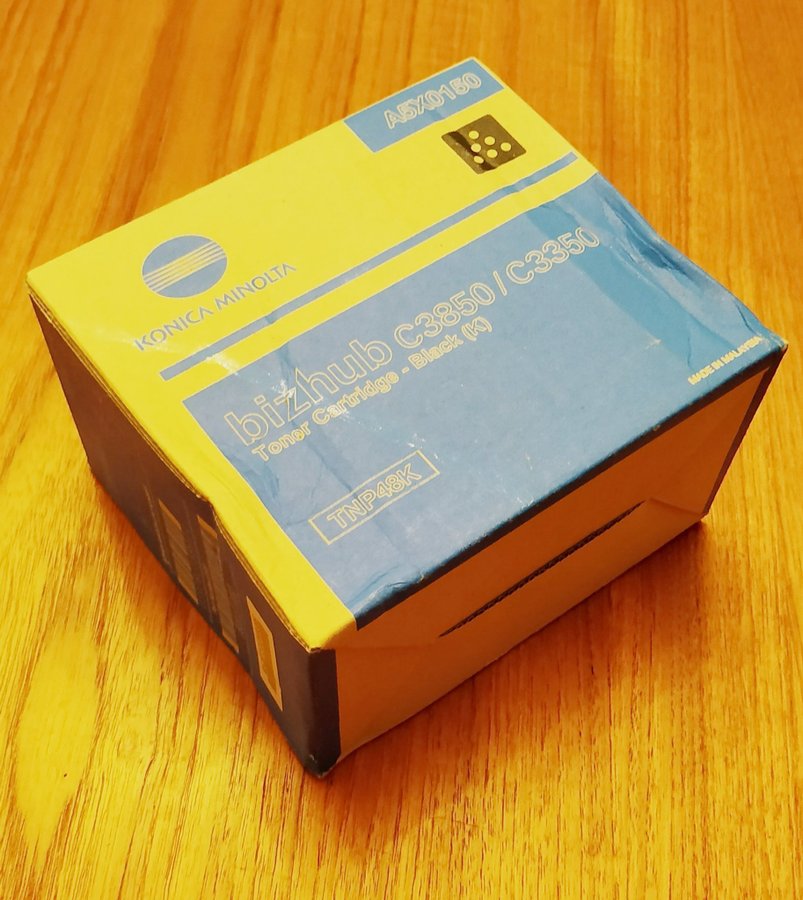 A5X0150
KONICA MINOLTA
bizhub C3850 / C3350
Toner Cartridge - Black (K)
TNP48K
MADE IN MALAYSIA